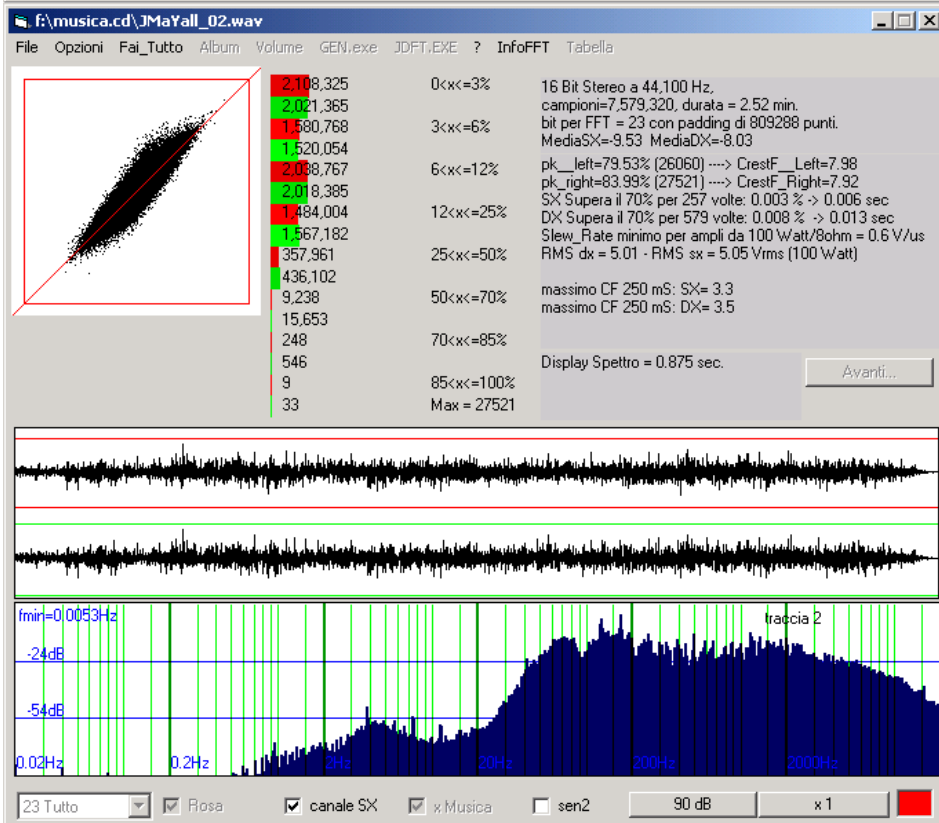 f:\musica.cd\JMaYall_02.wav
File Opzioni Fai_Tutto Album Volume GEN.exe JDFT.EXE ? InfoFFT Tabella
2,108,325 0<x<=3%
2,021,365
1,580,768 3<x<=6%
1,520,054
2,038,767 6<x<=12%
2,018,385
1,484,004 12<x<=25%
1,567,182
357,961 25<x<=50%
436,102
9,238 50<x<=70%
15,653
248 70<x<=85%
546
9 85<x<=100%
33 Max = 27521
16 Bit Stereo a 44,100 Hz,
campioni=7,579,320, durata = 2.52 min.
bit per FFT = 23 con padding di 809288 punti.
MediaSX=-9.53 MediaDX=-8.03
pk__left=79.53% (26060) ----> CrestF__Left=7.98
pk_right=83.99% (27521) ----> CrestF_Right=7.92
SX Supera il 70% per 257 volte: 0.003 % -> 0.006 sec
DX Supera il 70% per 579 volte: 0.008 % -> 0.013 sec
Slew_Rate minimo per ampli da 100 Watt/8ohm = 0.6 V/us
RMS dx = 5.01 - RMS sx = 5.05 Vrms (100 Watt)
massimo CF 250 mS: SX= 3.3
massimo CF 250 mS: DX= 3.5
Display Spettro = 0.875 sec.
Avanti...
fmin=0.0053Hz
traccia 2
-24dB
-54dB
0.02Hz 0.2Hz 2Hz 20Hz 200Hz 2000Hz
23 Tutto Rosa canale SX x Musica sen2 90 dB x 1